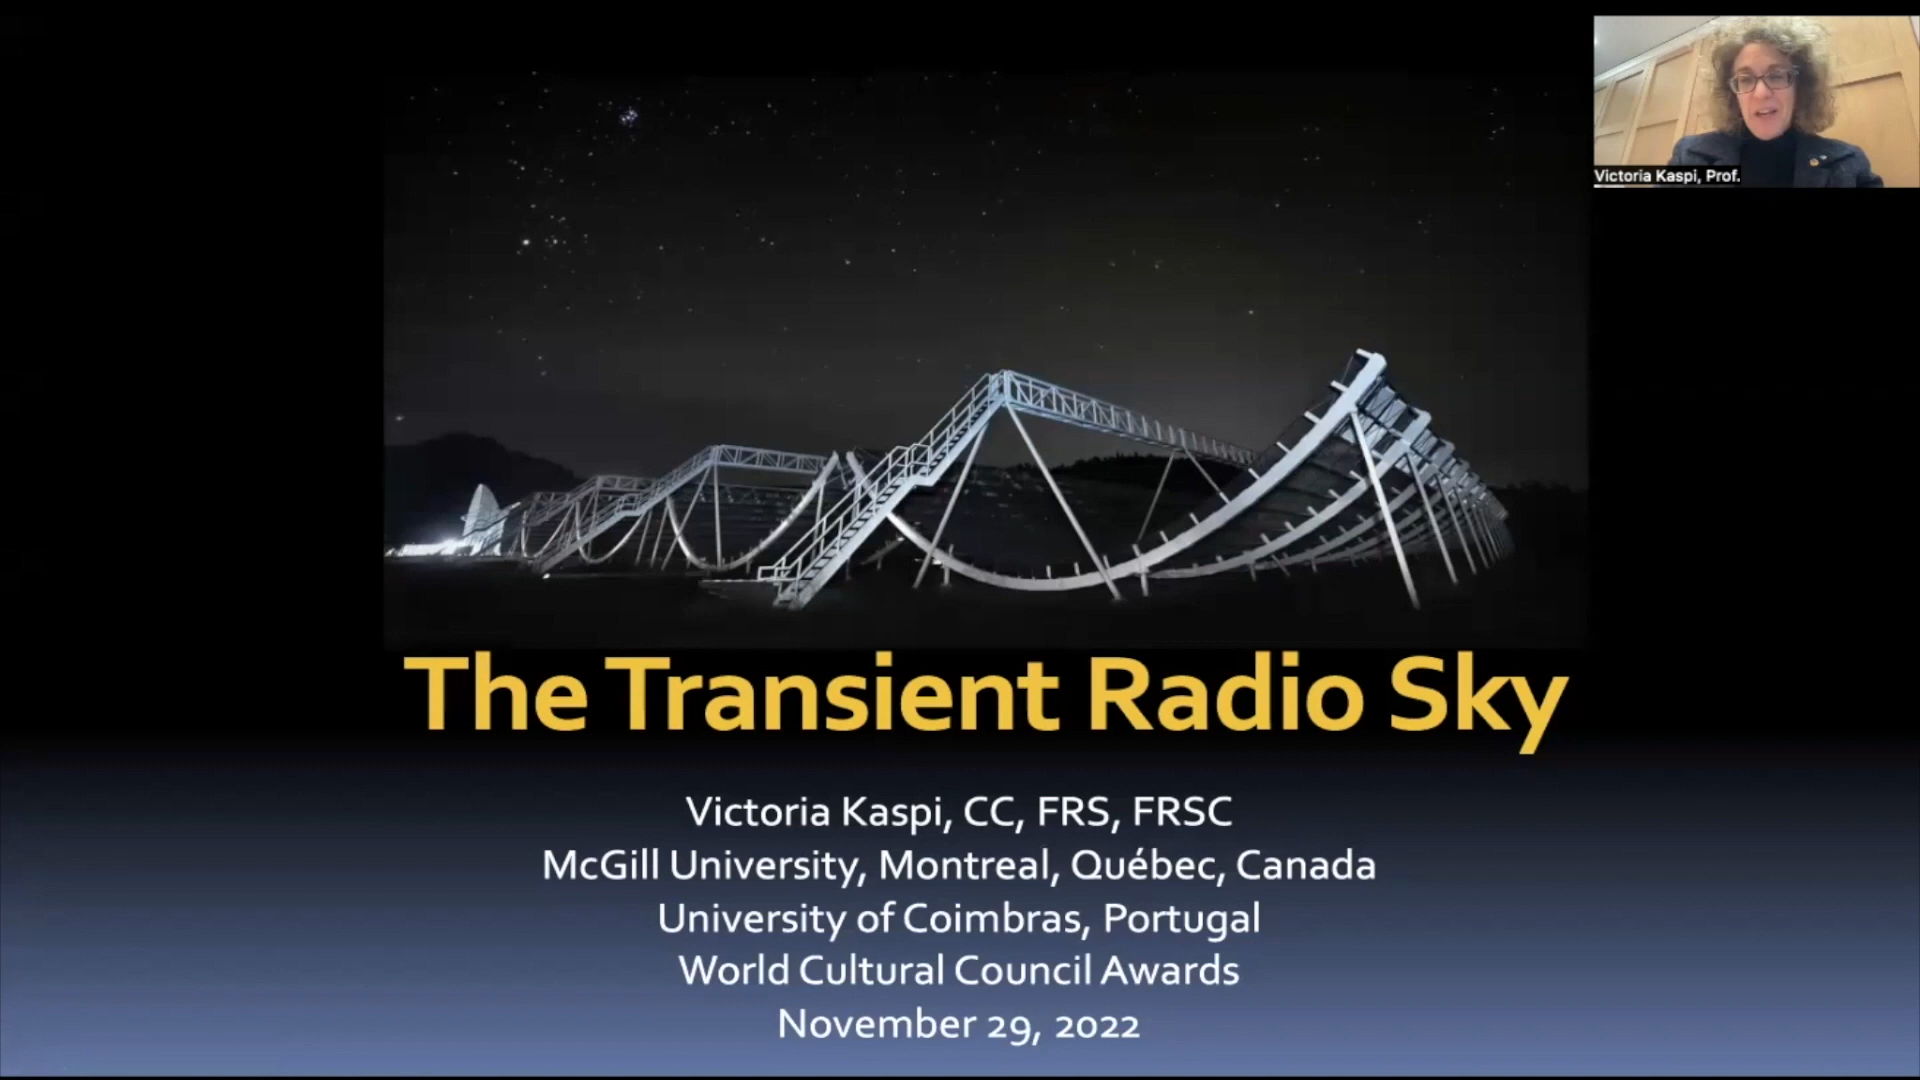 Victoria Kaspi, Prof.
The Transient Radio Sky
Victoria Kaspi, CC, FRS, FRSC
McGill University, Montreal, Québec, Canada
University of Coimbras, Portugal
World Cultural Council Awards
November 29, 2022